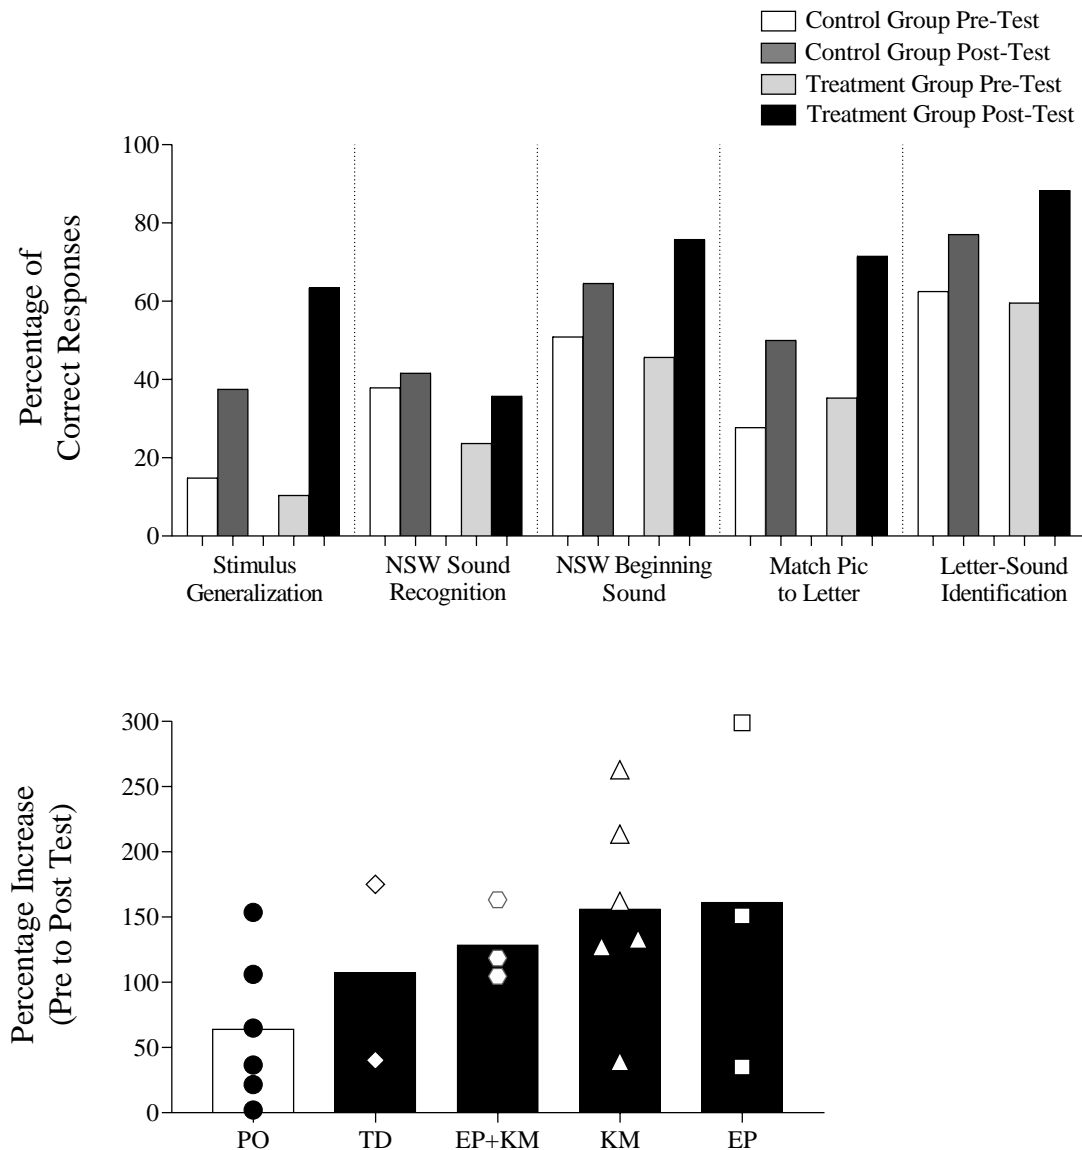 Control Group Pre-Test
Control Group Post-Test
Treatment Group Pre-Test
Treatment Group Post-Test
Percentage of
Correct Responses
100
80
60
40
20
0
Stimulus
Generalization
NSW Sound
Recognition
NSW Beginning
Sound
Match Pic
to Letter
Letter-Sound
Identification
Percentage Increase
(Pre to Post Test)
300
250
200
150
100
50
0
PO
TD
EP+KM
KM
EP